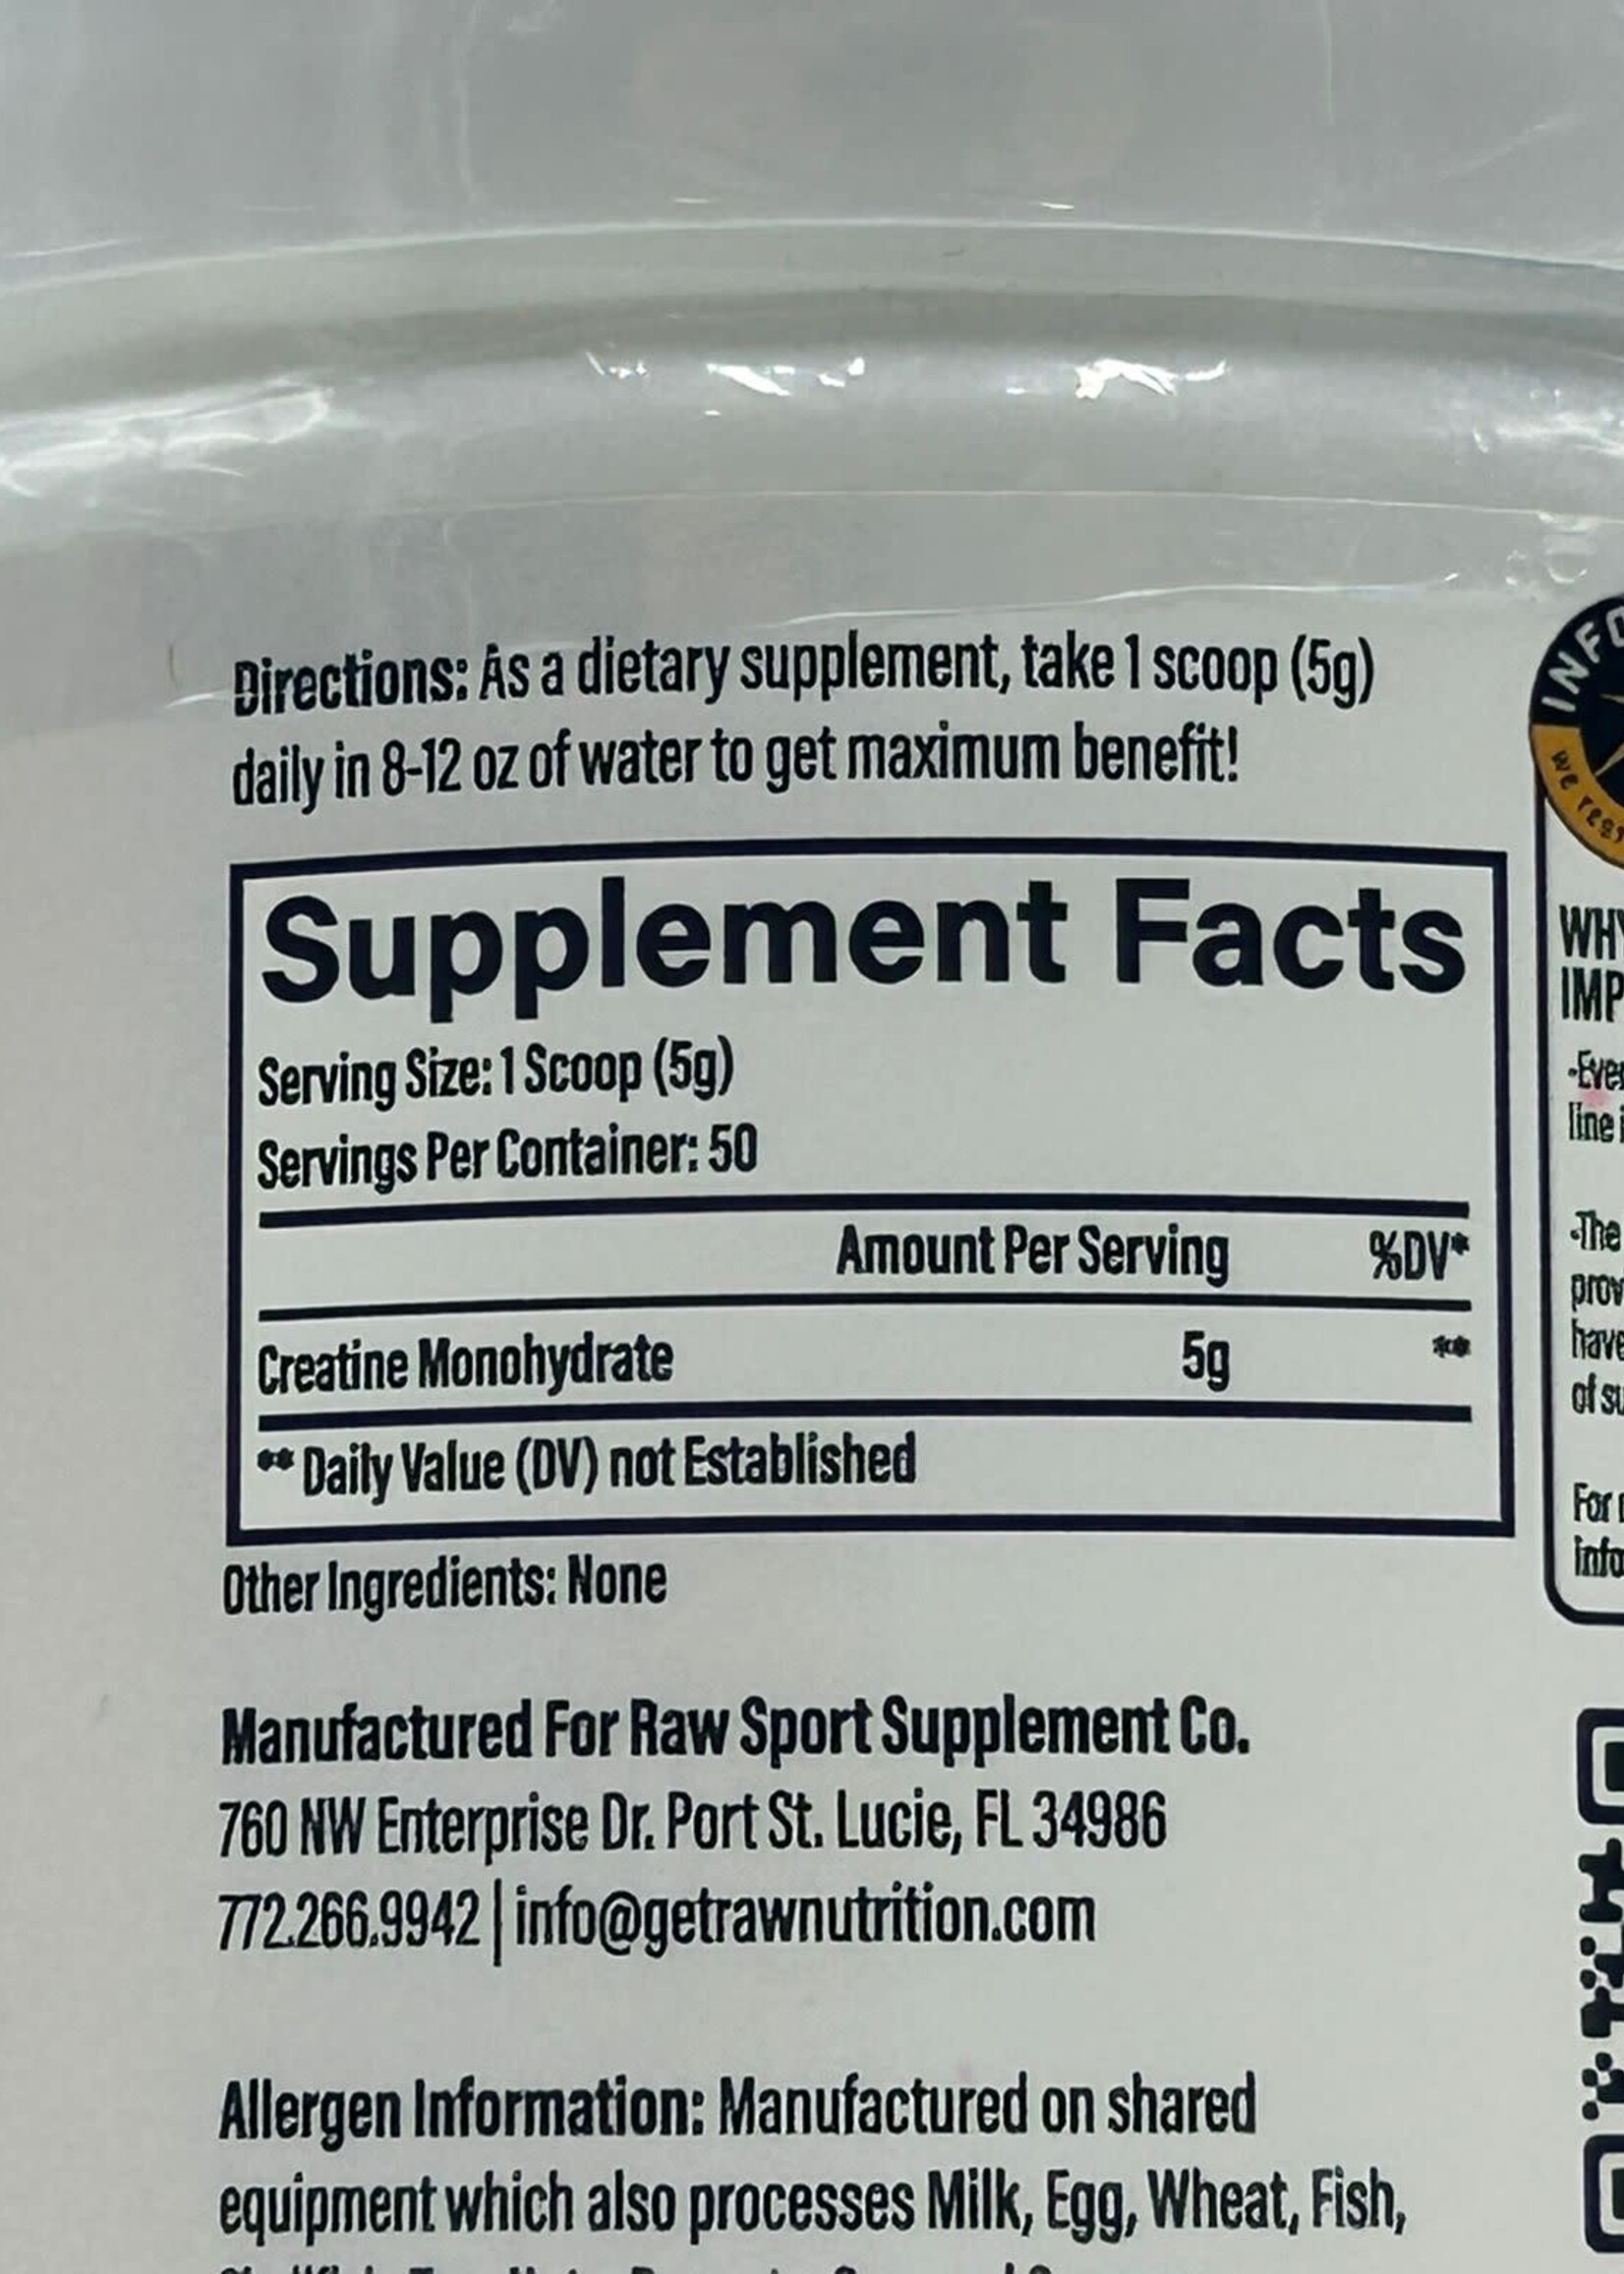 Directions: As a dietary supplement, take 1 scoop (5g)
daily in 8-12 oz of water to get maximum benefit!
Supplement Facts
Serving Size: 1 Scoop (5g)
Servings Per Container: 50
Amount Per Serving %DV*
Creatine Monohydrate 5g **
** Daily Value (DV) not Established
Other Ingredients: None
Manufactured For Raw Sport Supplement Co.
760 NW Enterprise Dr. Port St. Lucie, FL 34986
772.266.9942 | info@getrawnutrition.com
Allergen Information: Manufactured on shared
equipment which also processes Milk, Egg, Wheat, Fish,
WHY
line
-The
For